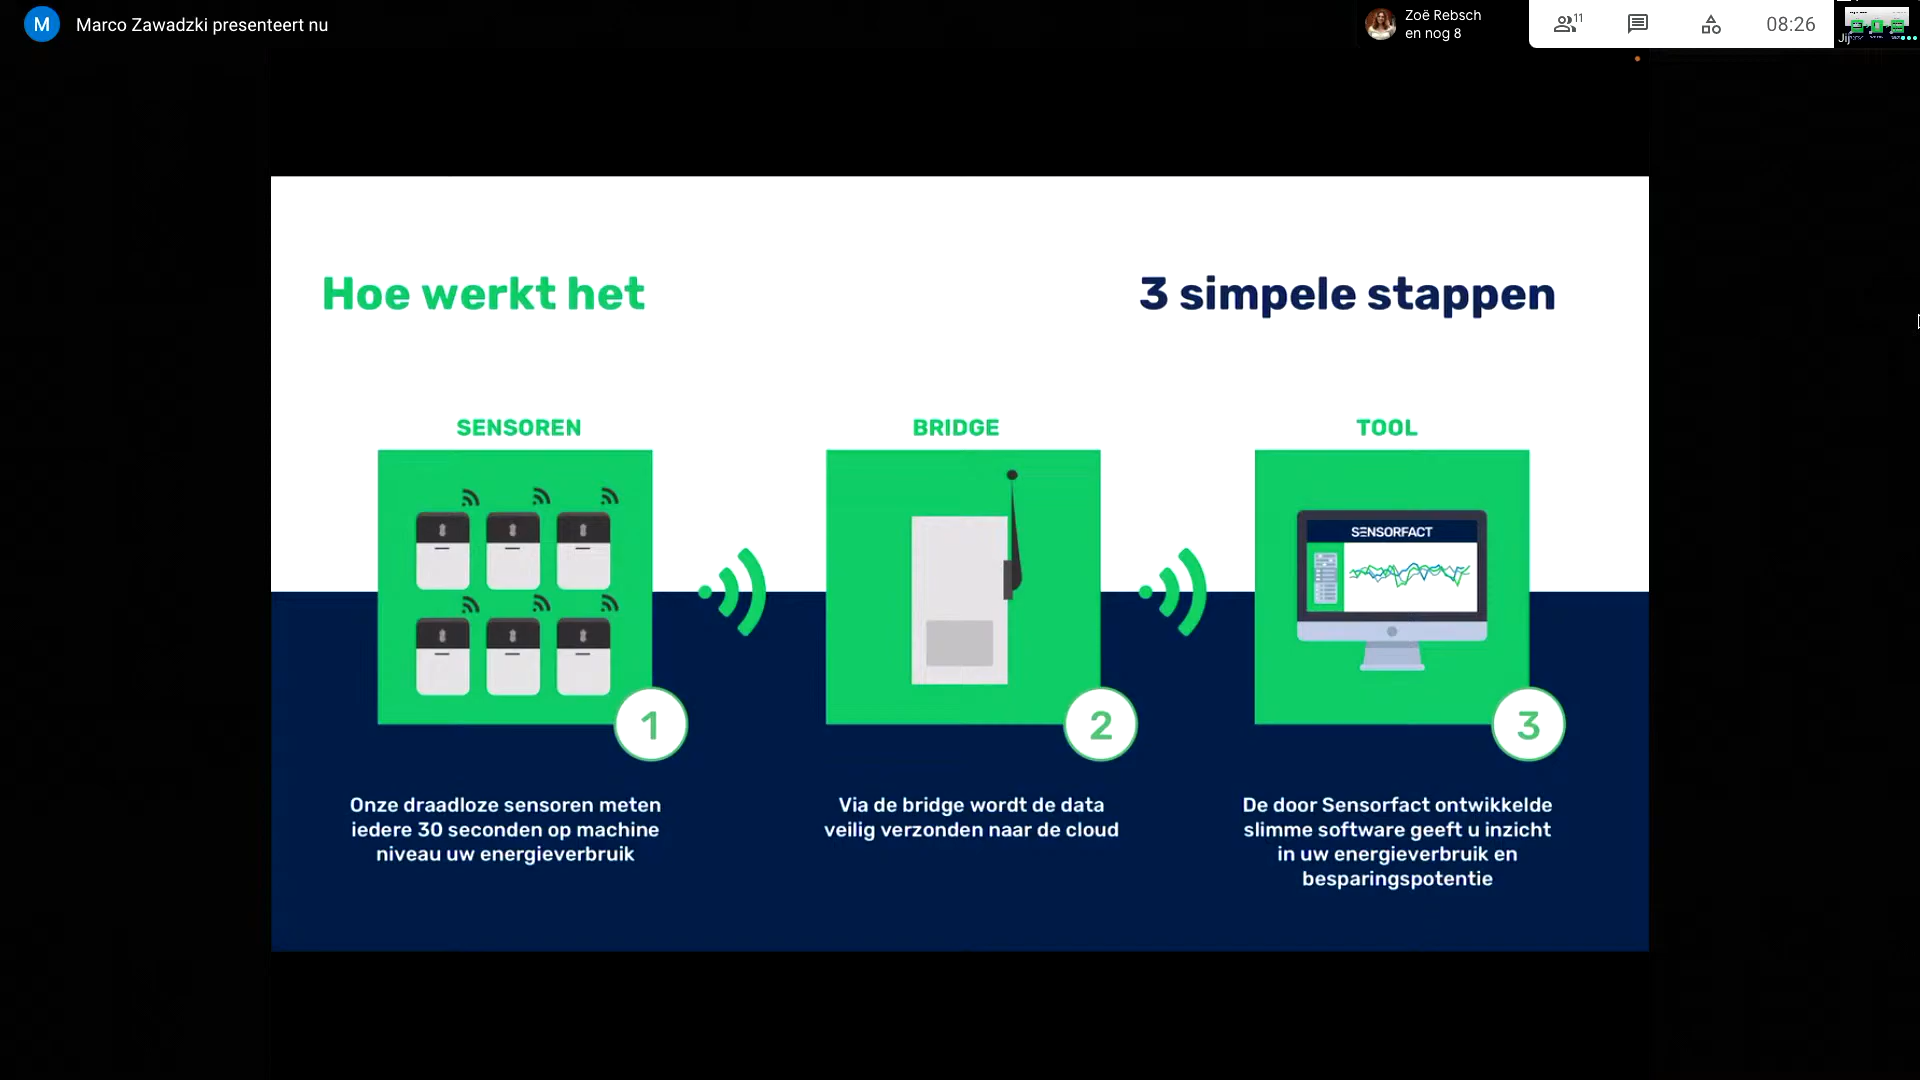 M Marco Zawadzki presenteert nu
Zoë Rebsch
en nog 8
11
08:26
Hoe werkt het
3 simpele stappen
SENSOREN
BRIDGE
TOOL
SENSORFACT
1
2
3
Onze draadloze sensoren meten
iedere 30 seconden op machine
niveau uw energieverbruik
Via de bridge wordt de data
veilig verzonden naar de cloud
De door Sensorfact ontwikkelde
slimme software geeft u inzicht
in uw energieverbruik en
besparingspotentie